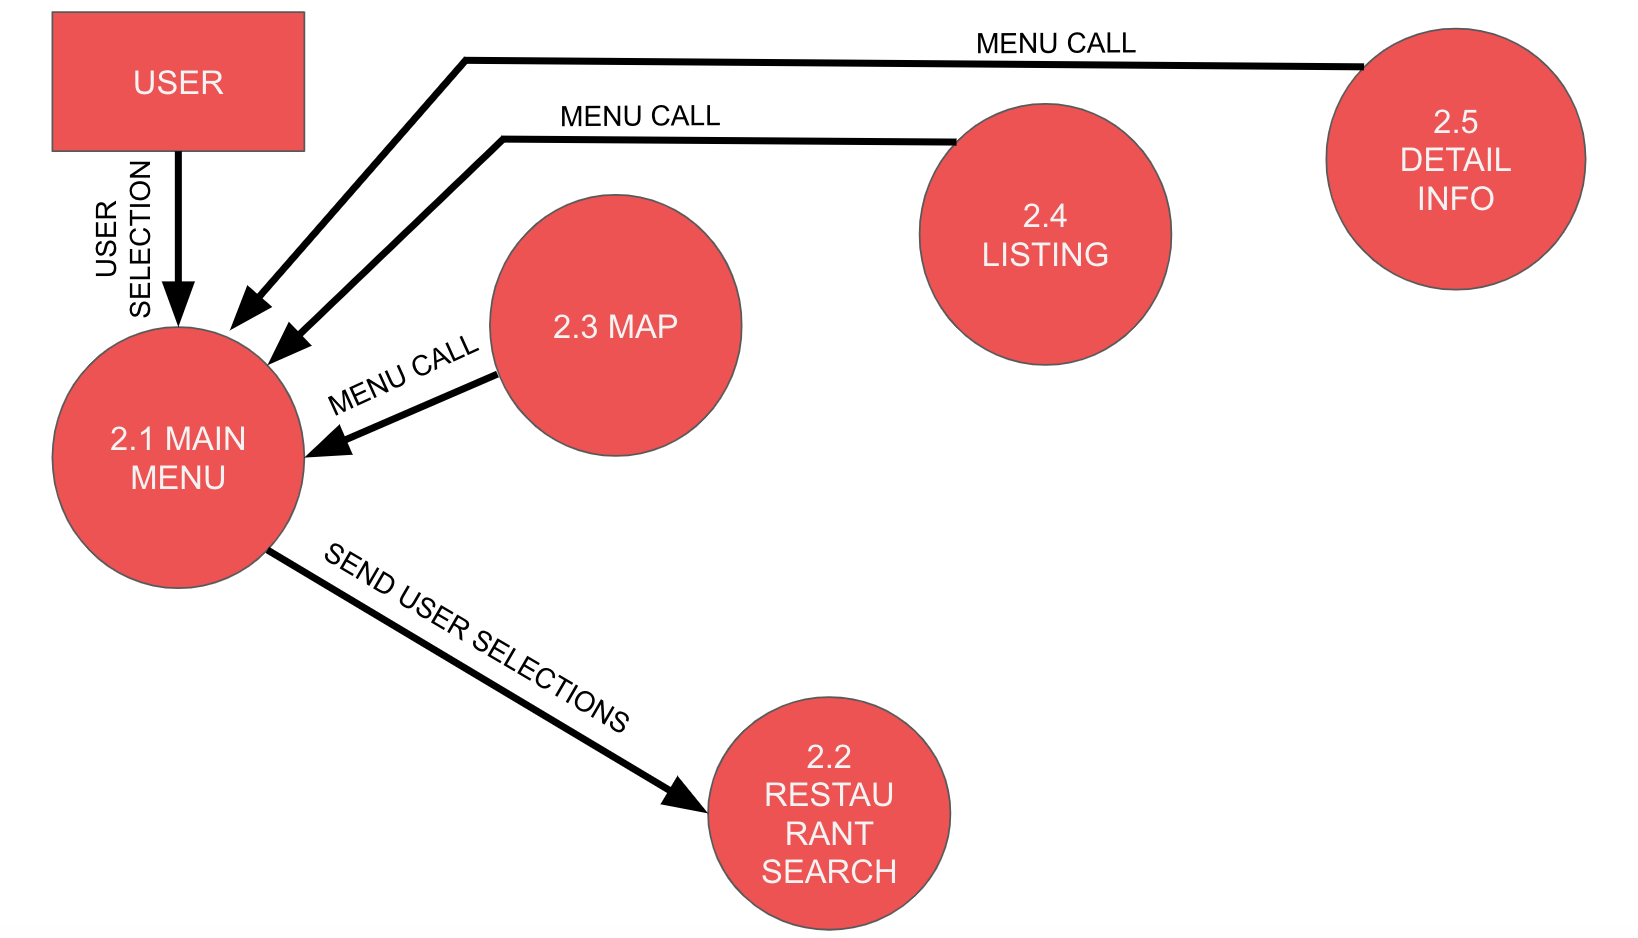 USER
USER
SELECTION
MENU CALL
MENU CALL
MENU CALL
2.5
DETAIL
INFO
2.4
LISTING
2.3 MAP
2.1 MAIN
MENU
SEND USER SELECTIONS
2.2
RESTAU
RANT
SEARCH